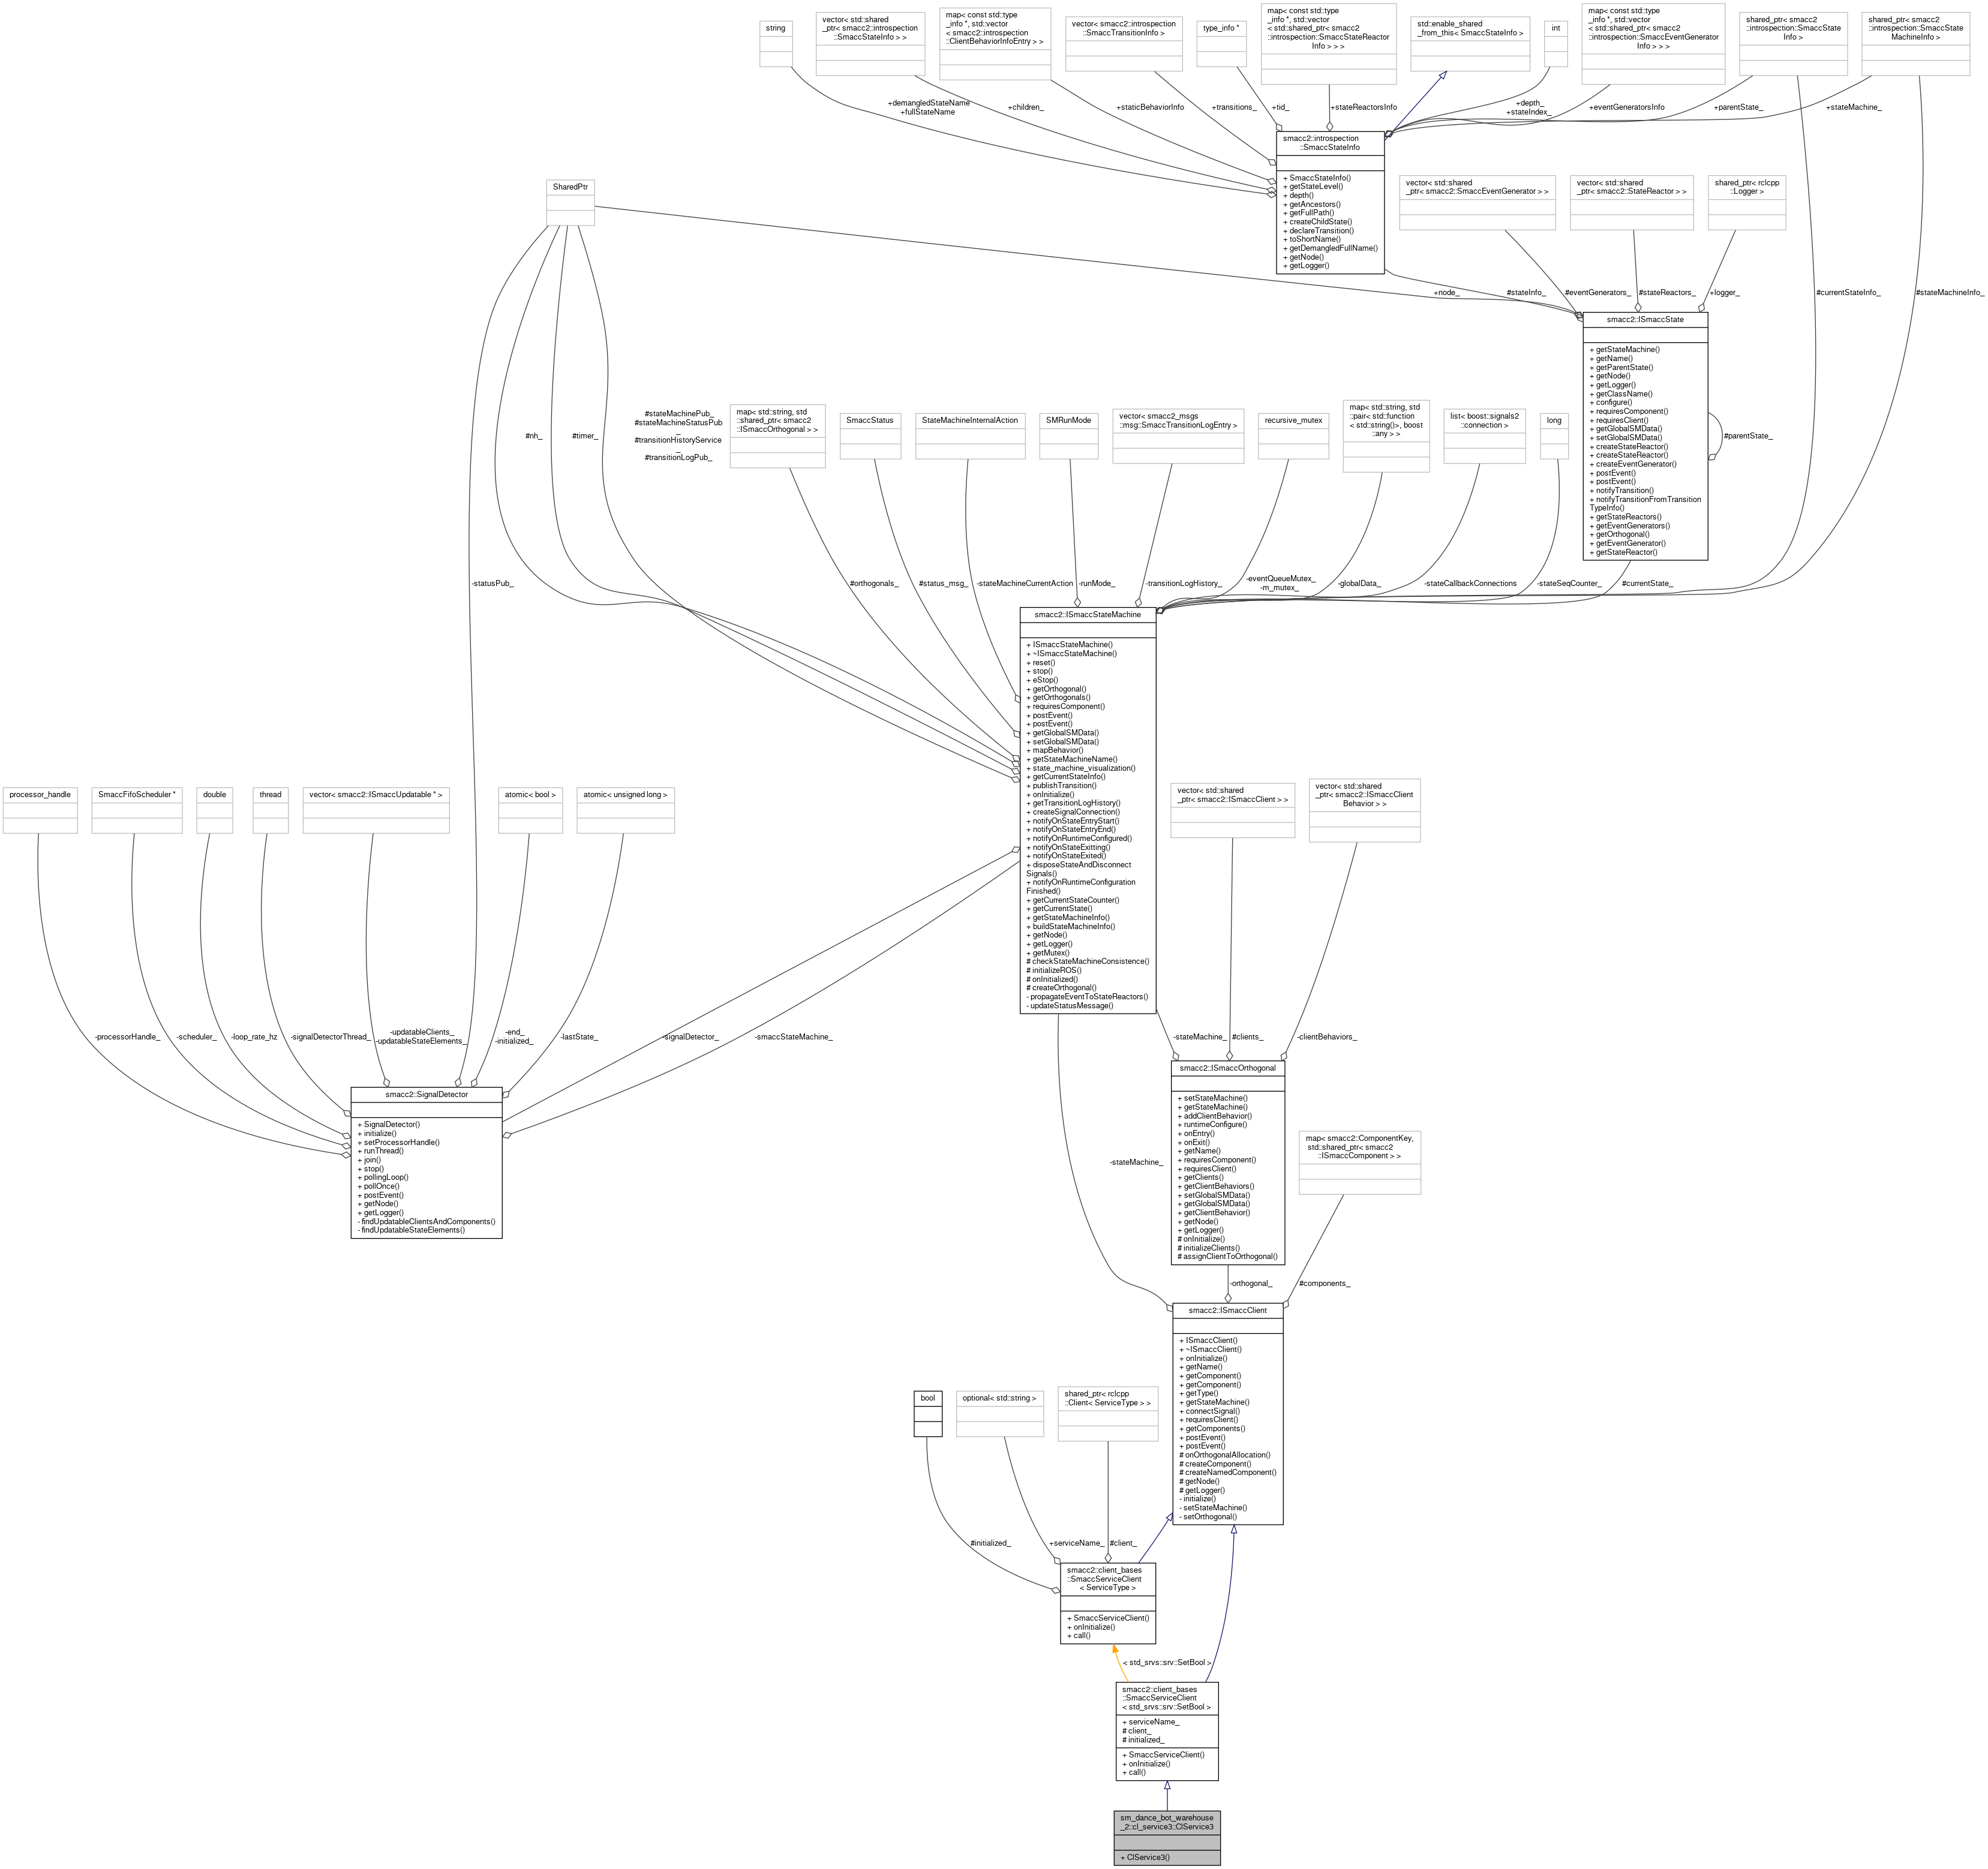 string
vector< std::shared
_ptr< smacc2::introspection
::SmaccStateInfo > >
map< const std::type
_info *, std::vector
< smacc2::introspection
::ClientBehaviorInfoEntry > >
vector< smacc2::introspection
::SmaccTransitionInfo >
type_info *
map< const std::type
_info *, std::vector
< std::shared_ptr< smacc2
::introspection::SmaccStateReactor
Info > > >
std::enable_shared
_from_this< SmaccStateInfo >
int
map< const std::type
_info *, std::vector
< std::shared_ptr< smacc2
::introspection::SmaccEventGenerator
Info > > >
shared_ptr< smacc2
::introspection::SmaccState
Info >
shared_ptr< smacc2
::introspection::SmaccState
MachineInfo >
+demangledStateName
+fullStateName
+children_
+staticBehaviorInfo
+transitions_
+tid_
+stateReactorsInfo
+depth_
+stateIndex_
+eventGeneratorsInfo
+parentState_
+stateMachine_
smacc2::introspection
::SmaccStateInfo
+ SmaccStateInfo()
+ getStateLevel()
+ depth()
+ getAncestors()
+ getFullPath()
+ createChildState()
+ declareTransition()
+ toShortName()
+ getDemangledFullName()
+ getNode()
+ getLogger()
SharedPtr
vector< std::shared
_ptr< smacc2::SmaccEventGenerator > >
vector< std::shared
_ptr< smacc2::StateReactor > >
shared_ptr< rclcpp
::Logger >
+node_
#stateInfo_
#eventGenerators_
#stateReactors_
+logger_
#currentStateInfo_
#stateMachineInfo_
smacc2::ISmaccState
+ getStateMachine()
+ getName()
+ getParentState()
+ getNode()
+ getLogger()
+ getClassName()
+ configure()
+ requiresComponent()
+ requiresClient()
+ getGlobalSMData()
+ setGlobalSMData()
+ createStateReactor()
+ createStateReactor()
+ createEventGenerator()
+ postEvent()
+ postEvent()
+ notifyTransition()
+ notifyTransitionFromTransition
TypeInfo()
+ getStateReactors()
+ getEventGenerators()
+ getOrthogonal()
+ getEventGenerator()
+ getStateReactor()
#parentState_
#nh_
#timer_
#stateMachinePub_
#stateMachineStatusPub
_
#transitionHistoryService
_
#transitionLogPub_
map< std::string, std
::shared_ptr< smacc2
::ISmaccOrthogonal > >
SmaccStatus
StateMachineInternalAction
SMRunMode
vector< smacc2_msgs
::msg::SmaccTransitionLogEntry >
recursive_mutex
map< std::string, std
::pair< std::function
< std::string()>, boost
::any > >
list< boost::signals2
::connection >
long
-statusPub_
#orthogonals_
#status_msg_
-stateMachineCurrentAction
-runMode_
-transitionLogHistory_
-eventQueueMutex_
-m_mutex_
-globalData_
-stateCallbackConnections
-stateSeqCounter_
#currentState_
smacc2::ISmaccStateMachine
+ ISmaccStateMachine()
+ ~ISmaccStateMachine()
+ reset()
+ stop()
+ eStop()
+ getOrthogonal()
+ getOrthogonals()
+ requiresComponent()
+ postEvent()
+ postEvent()
+ getGlobalSMData()
+ setGlobalSMData()
+ mapBehavior()
+ getStateMachineName()
+ state_machine_visualization()
+ getCurrentStateInfo()
+ publishTransition()
+ onInitialize()
+ getTransitionLogHistory()
+ createSignalConnection()
+ notifyOnStateEntryStart()
+ notifyOnStateEntryEnd()
+ notifyOnRuntimeConfigured()
+ notifyOnStateExitting()
+ notifyOnStateExited()
+ disposeStateAndDisconnect
Signals()
+ notifyOnRuntimeConfiguration
Finished()
+ getCurrentStateCounter()
+ getCurrentState()
+ getStateMachineInfo()
+ buildStateMachineInfo()
+ getNode()
+ getLogger()
+ getMutex()
# checkStateMachineConsistence()
# initializeROS()
# onInitialized()
# createOrthogonal()
- propagateEventToStateReactors()
- updateStatusMessage()
processor_handle
SmaccFifoScheduler *
double
thread
vector< smacc2::ISmaccUpdatable * >
atomic< bool >
atomic< unsigned long >
vector< std::shared
_ptr< smacc2::ISmaccClient > >
vector< std::shared
_ptr< smacc2::ISmaccClient
Behavior > >
-processorHandle_
-scheduler_
-loop_rate_hz
-signalDetectorThread_
-updatableClients_
-updatableStateElements_
-end_
-initialized_
-lastState_
-signalDetector_
-smaccStateMachine_
-stateMachine_
#clients_
-clientBehaviors_
smacc2::SignalDetector
+ SignalDetector()
+ initialize()
+ setProcessorHandle()
+ runThread()
+ join()
+ stop()
+ pollingLoop()
+ pollOnce()
+ postEvent()
+ getNode()
+ getLogger()
- findUpdatableClientsAndComponents()
- findUpdatableStateElements()
smacc2::ISmaccOrthogonal
+ setStateMachine()
+ getStateMachine()
+ addClientBehavior()
+ runtimeConfigure()
+ onEntry()
+ onExit()
+ getName()
+ requiresComponent()
+ requiresClient()
+ getClients()
+ getClientBehaviors()
+ setGlobalSMData()
+ getGlobalSMData()
+ getClientBehavior()
+ getNode()
+ getLogger()
# onInitialize()
# initializeClients()
# assignClientToOrthogonal()
map< smacc2::ComponentKey,
std::shared_ptr< smacc2
::ISmaccComponent > >
-stateMachine_
-orthogonal_
#components_
smacc2::ISmaccClient
+ ISmaccClient()
+ ~ISmaccClient()
+ onInitialize()
+ getName()
+ getComponent()
+ getComponent()
+ getType()
+ getStateMachine()
+ connectSignal()
+ requiresClient()
+ getComponents()
+ postEvent()
+ postEvent()
# onOrthogonalAllocation()
# createComponent()
# createNamedComponent()
# getNode()
# getLogger()
- initialize()
- setStateMachine()
- setOrthogonal()
bool
optional< std::string >
shared_ptr< rclcpp
::Client< ServiceType > >
#initialized_
+serviceName_
#client_
smacc2::client_bases
::SmaccServiceClient
< ServiceType >
+ SmaccServiceClient()
+ onInitialize()
+ call()
< std_srvs::srv::SetBool >
smacc2::client_bases
::SmaccServiceClient
< std_srvs::srv::SetBool >
+ serviceName_
# client_
# initialized_
+ SmaccServiceClient()
+ onInitialize()
+ call()
sm_dance_bot_warehouse
_2::cl_service3::ClService3
+ ClService3()